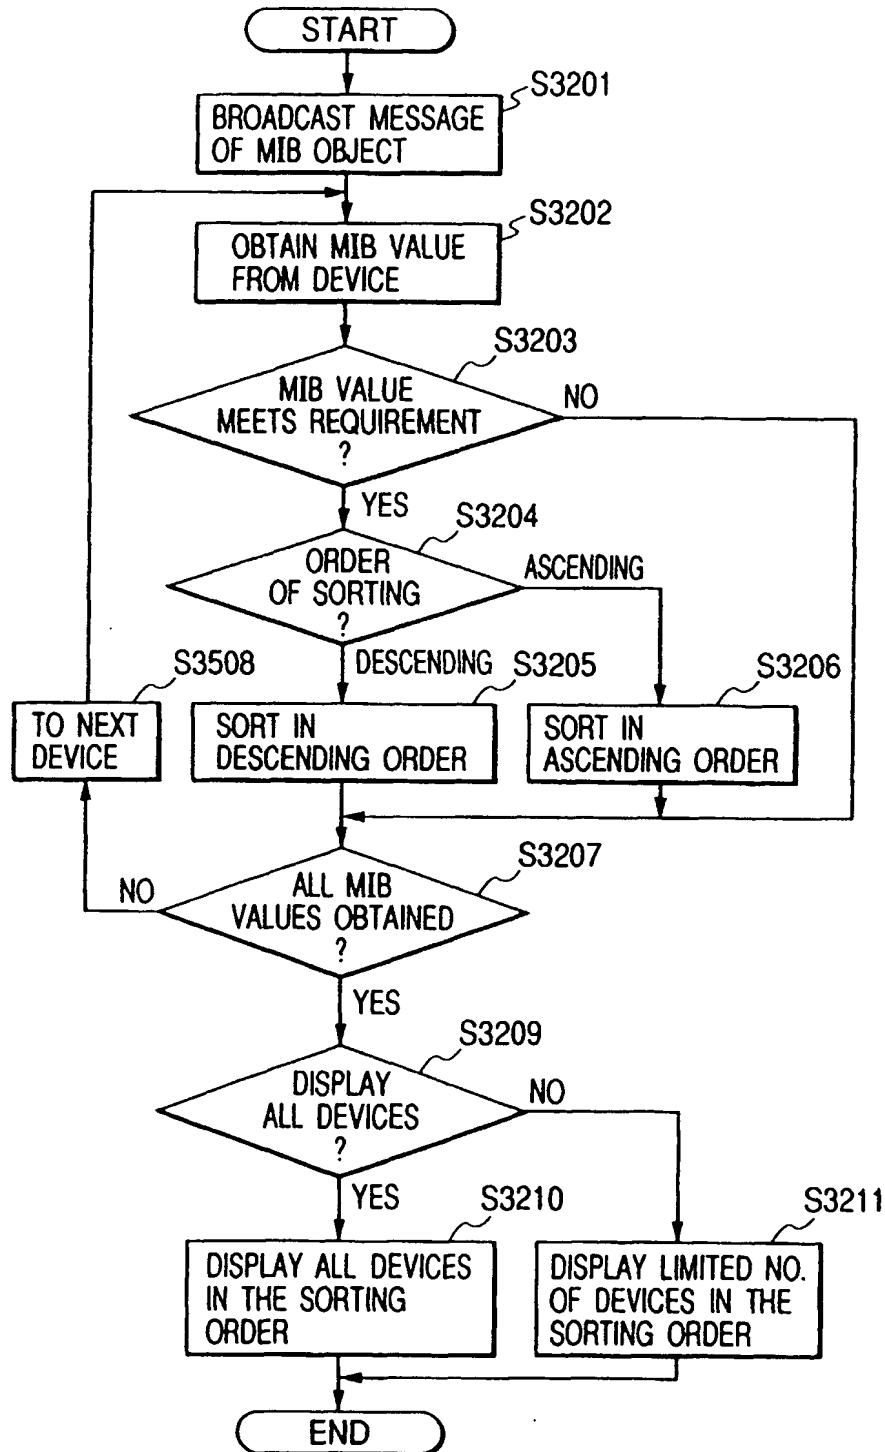 START
S3201
BROADCAST MESSAGE
OF MIB OBJECT
S3202
OBTAIN MIB VALUE
FROM DEVICE
S3203
MIB VALUE
MEETS REQUIREMENT
?
NO
YES
S3204
ORDER
OF SORTING
?
ASCENDING
DESCENDING
S3508
TO NEXT
DEVICE
S3205
SORT IN
DESCENDING ORDER
S3206
SORT IN
ASCENDING ORDER
S3207
ALL MIB
VALUES OBTAINED
?
NO
YES
S3209
DISPLAY
ALL DEVICES
?
NO
YES
S3210
DISPLAY ALL DEVICES
IN THE SORTING
ORDER
S3211
DISPLAY LIMITED NO.
OF DEVICES IN THE
SORTING ORDER
END